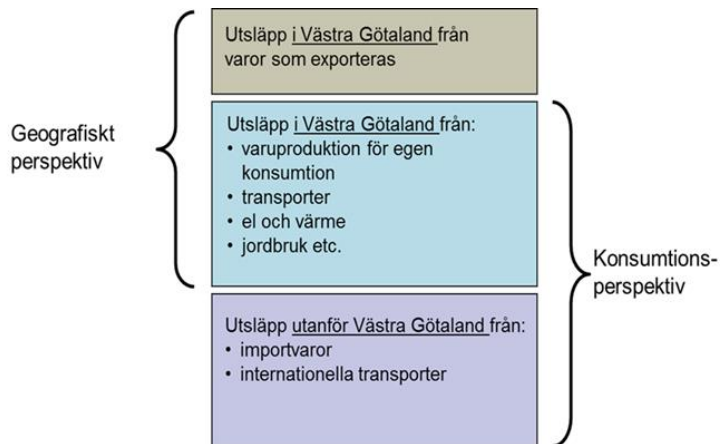 Utsläpp i Västra Götaland från
varor som exporteras
Geografiskt
perspektiv
Utsläpp i Västra Götaland från:
• varuproduktion för egen
konsumtion
• transporter
• el och värme
• jordbruk etc.
Konsumtions-
perspektiv
Utsläpp utanför Västra Götaland från:
• importvaror
• internationella transporter